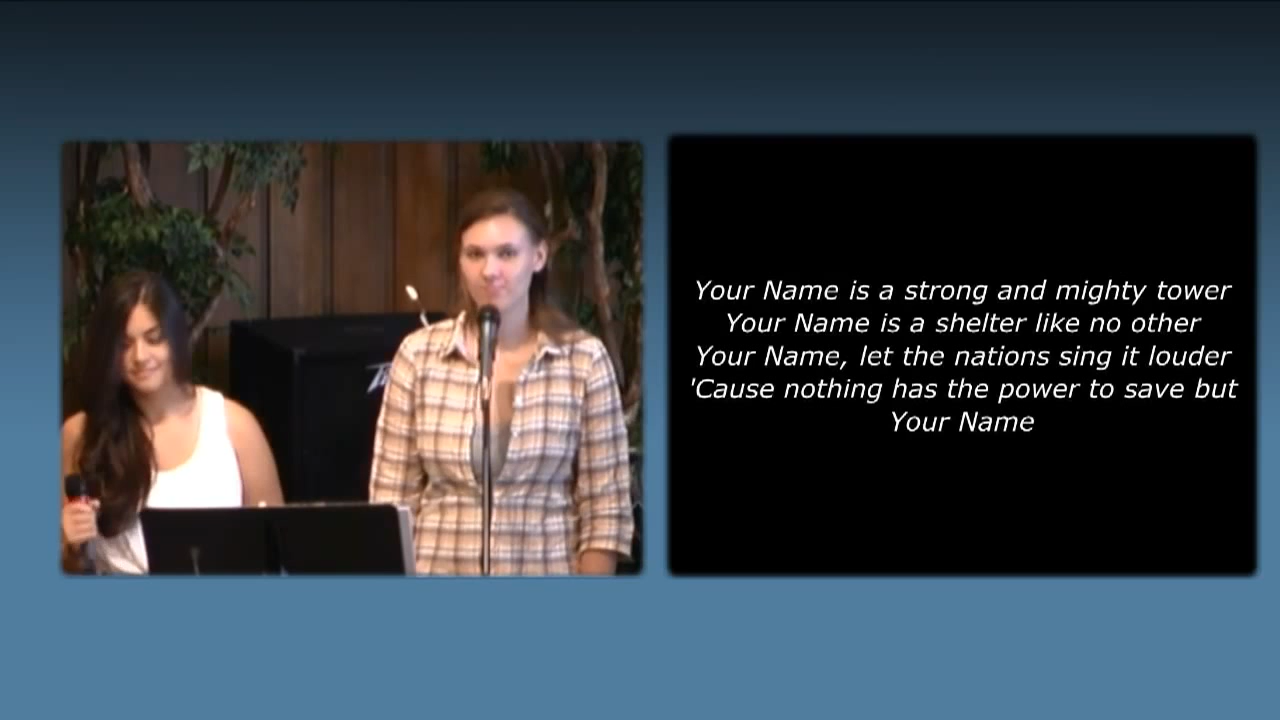 Your Name is a strong and mighty tower
Your Name is a shelter like no other
Your Name, let the nations sing it louder
'Cause nothing has the power to save but
Your Name